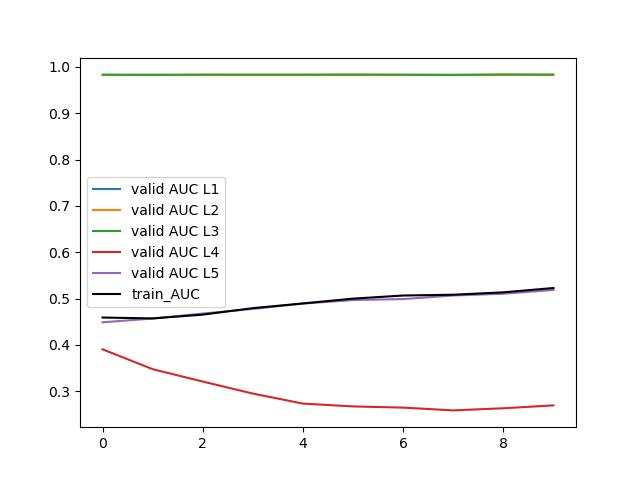 1.0
0.9
0.8
0.7
0.6
0.5
0.4
0.3
valid AUC L1
valid AUC L2
valid AUC L3
valid AUC L4
valid AUC L5
train_AUC
0 2 4 6 8